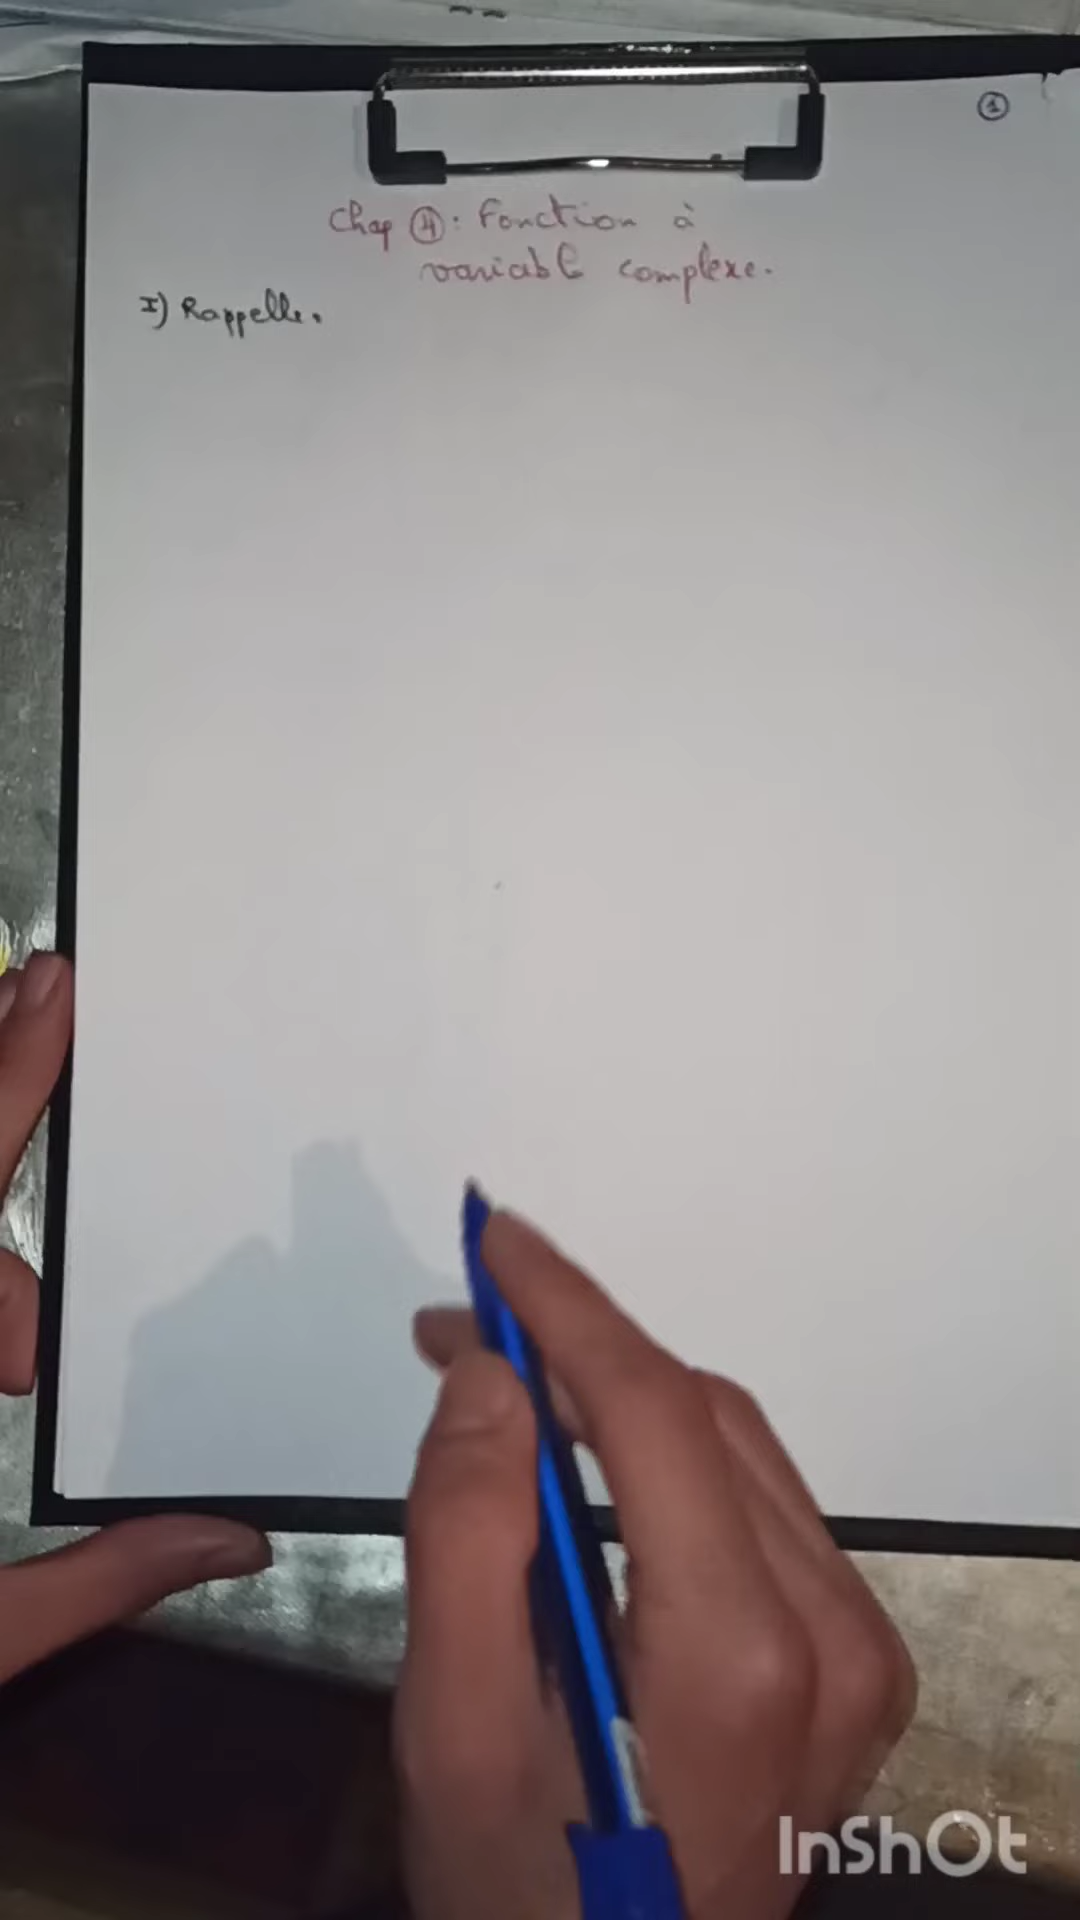 1
Chap 4: Fonction à
variable complexe.
I) Rappelle.
InShOt